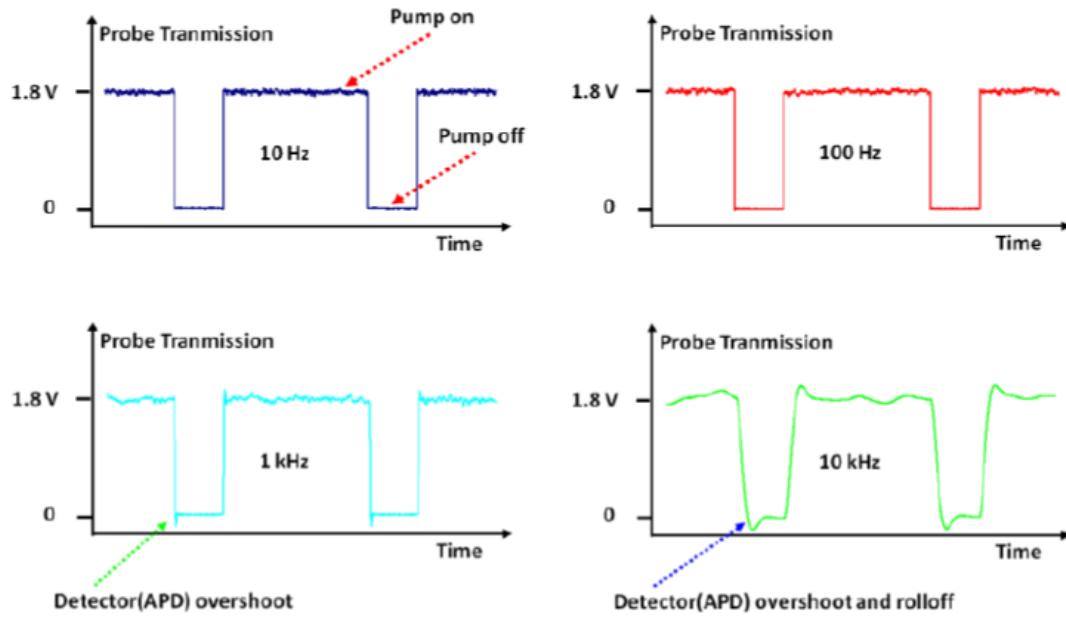 Pump on
Probe Tranmission
1.8 V
Pump off
10 Hz
0
Time
Probe Tranmission
1.8 V
100 Hz
0
Time
Probe Tranmission
1.8 V
1 kHz
0
Time
Detector(APD) overshoot
Probe Tranmission
1.8 V
10 kHz
0
Time
Detector(APD) overshoot and rolloff